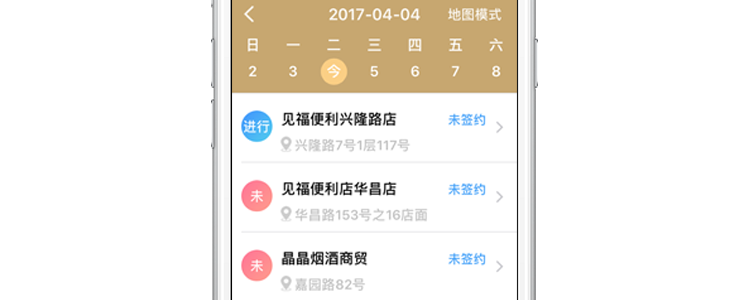 2017-04-04 地图模式
日 一 二 三 四 五 六
2 3 今 5 6 7 8
进行 见福便利兴隆路店 未签约
兴隆路7号1层117号
未 见福便利店华昌店 未签约
华昌路153号之16店面
未 晶晶烟酒商贸 未签约
嘉园路82号